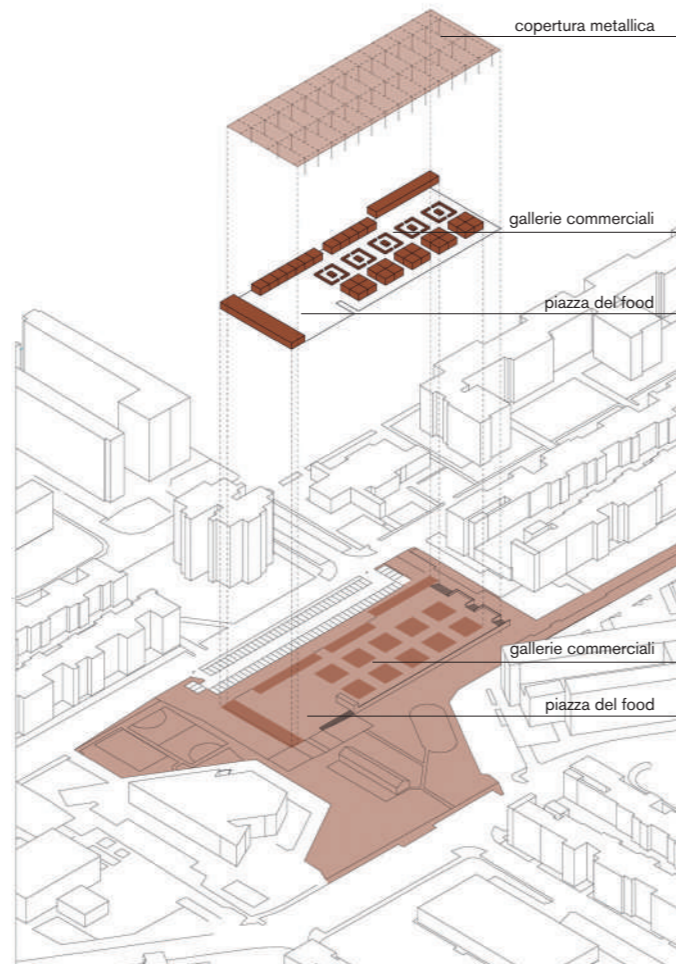 copertura metallica
gallerie commerciali
piazza del food
gallerie commerciali
piazza del food